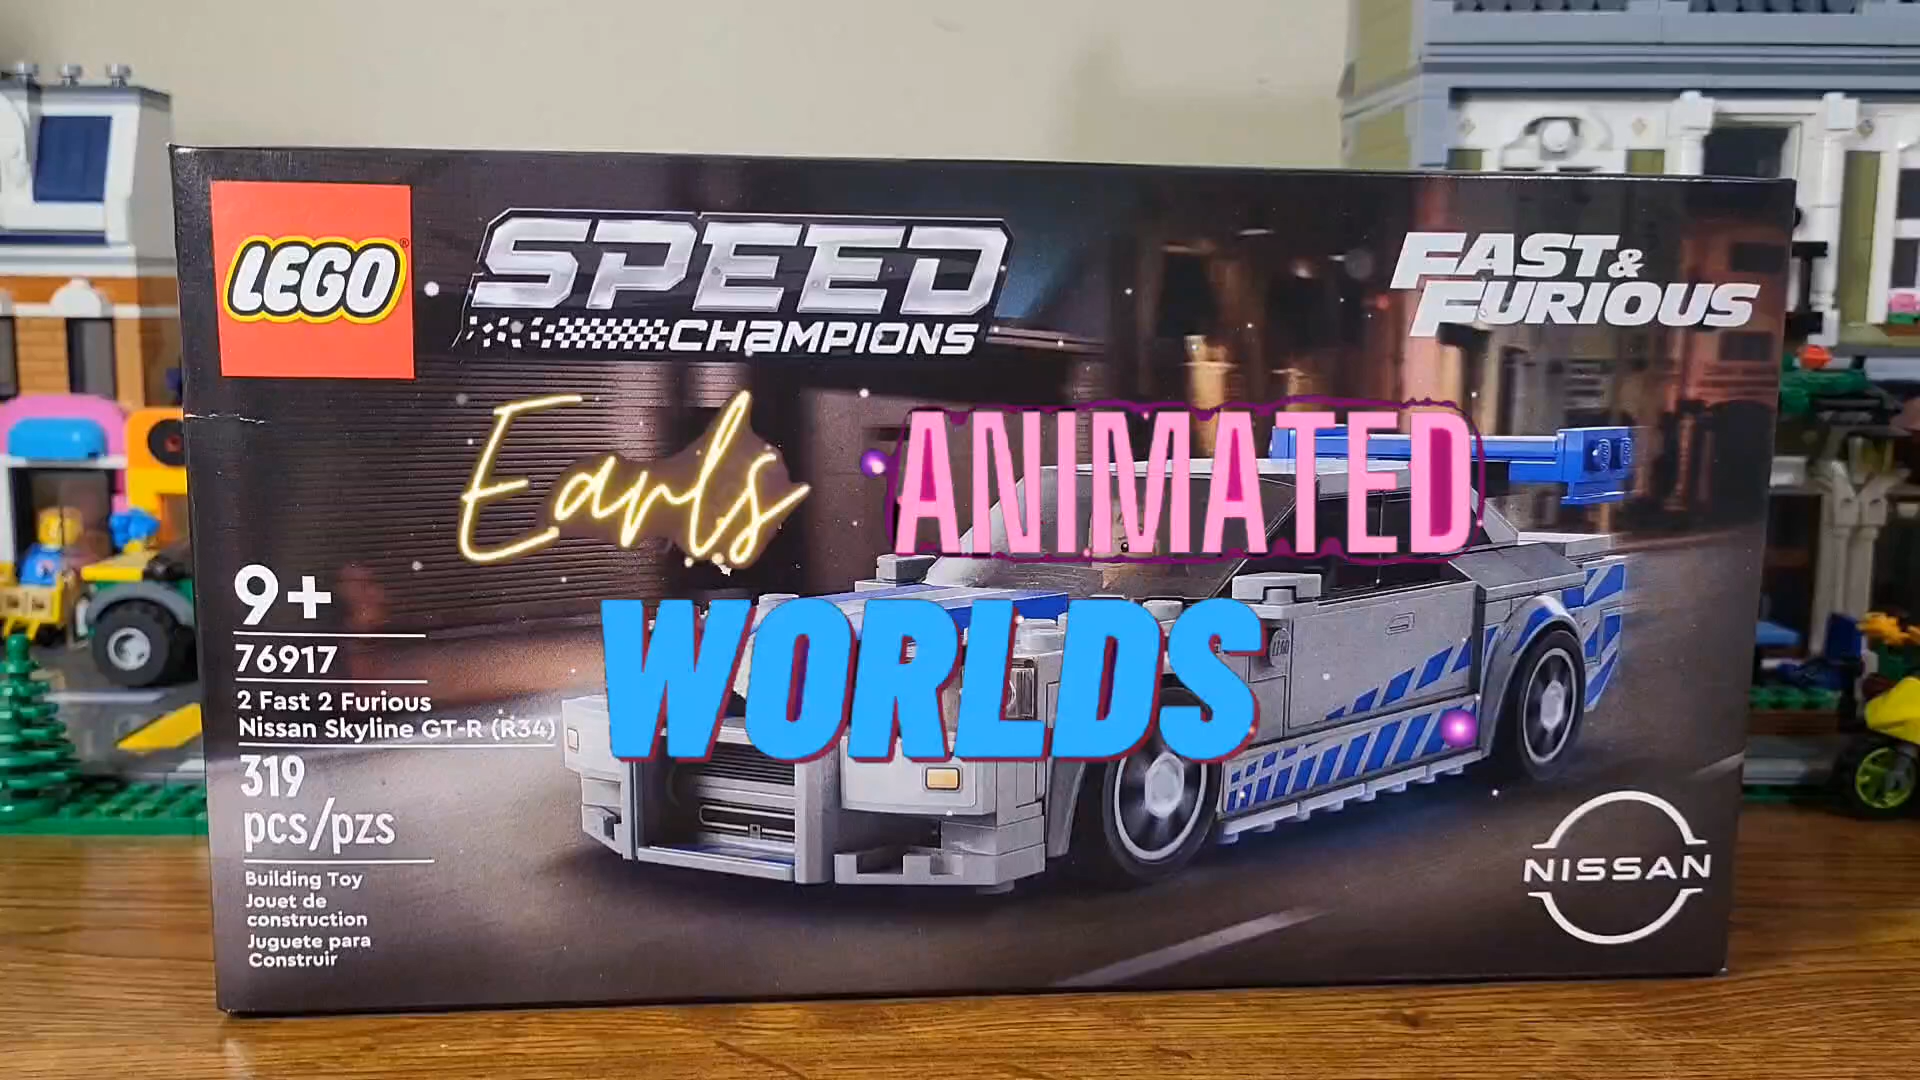 LEGO
SPEED
CHAMPIONS
FAST &
FURIOUS
Earls ANIMATED
WORLDS
9+
76917
2 Fast 2 Furious
Nissan Skyline GT-R (R34)
319
pcs/pzs
Building Toy
Jouet de
construction
Juguete para
Construir
NISSAN